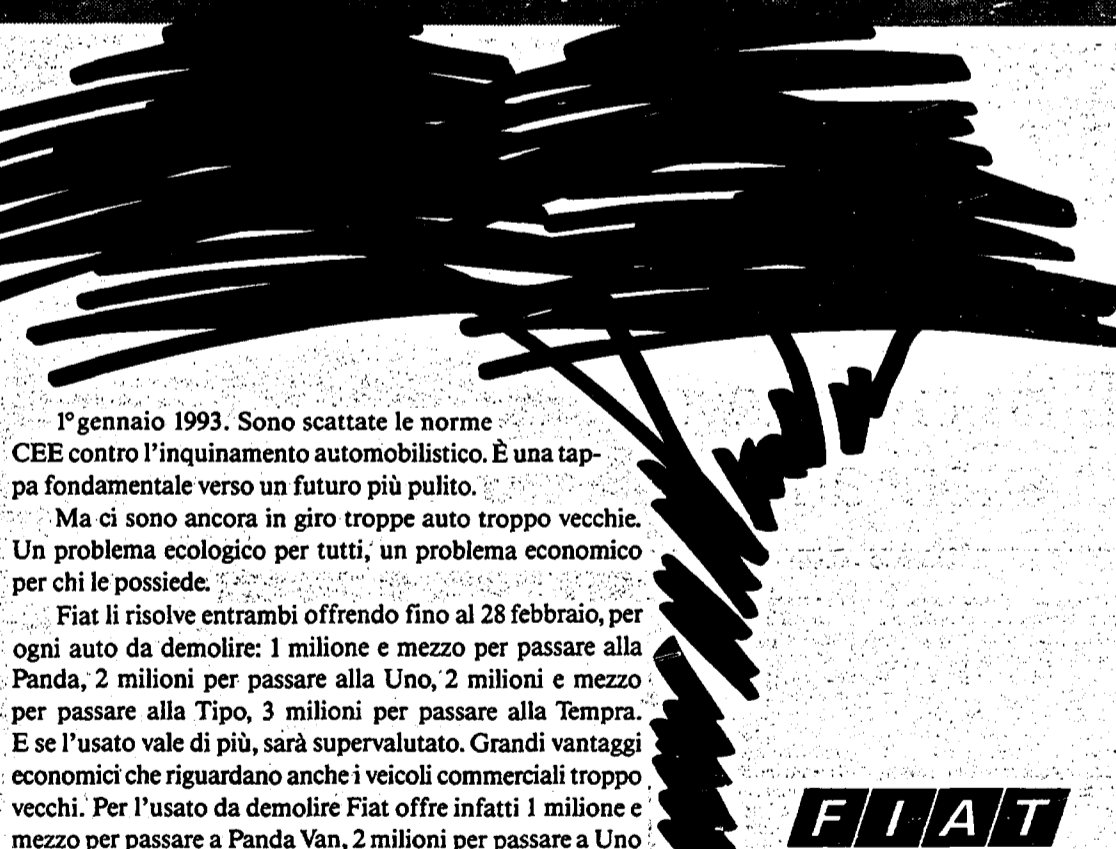 1° gennaio 1993. Sono scattate le norme
CEE contro l'inquinamento automobilistico. È una tap-
pa fondamentale verso un futuro più pulito.
Ma ci sono ancora in giro troppe auto troppo vecchie.
Un problema ecologico per tutti, un problema economico
per chi le possiede.
Fiat li risolve entrambi offrendo fino al 28 febbraio, per
ogni auto da demolire: 1 milione e mezzo per passare alla
Panda, 2 milioni per passare alla Uno, 2 milioni e mezzo
per passare alla Tipo, 3 milioni per passare alla Tempra.
E se l'usato vale di più, sarà supervalutato. Grandi vantaggi
economici che riguardano anche i veicoli commerciali troppo
vecchi. Per l'usato da demolire Fiat offre infatti 1 milione e
mezzo per passare a Panda Van, 2 milioni per passare a Uno
FIAT